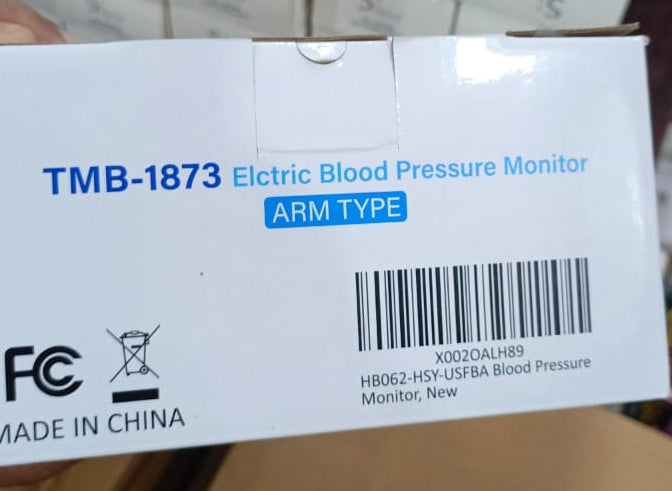 TMB-1873 Elctric Blood Pressure Monitor
ARM TYPE
X002OALH89
HB062-HSY-USFBA Blood Pressure
Monitor, New
FC
MADE IN CHINA